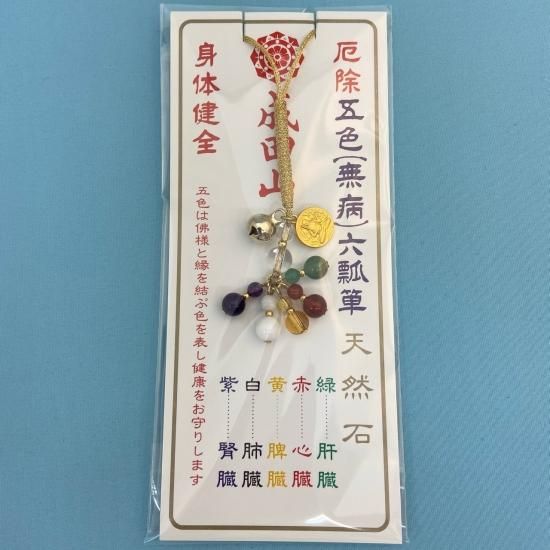 厄除五色(無病)六瓢箪 天然石
成田山
身体健全
五色は佛様と縁を結ぶ色を表し健康をお守りします
緑……肝臓
赤……心臓
黄……脾臓
白……肺臓
紫……腎臓